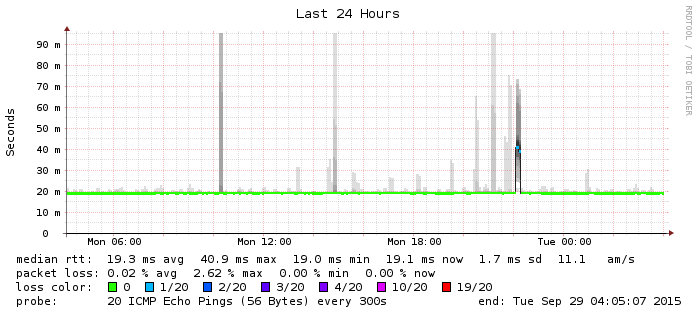 Last 24 Hours
RRDTOOL / TOBI OETIKER
Seconds
90 m
80 m
70 m
60 m
50 m
40 m
30 m
20 m
10 m
0
Mon 06:00 Mon 12:00 Mon 18:00 Tue 00:00
median rtt: 19.3 ms avg 40.9 ms max 19.0 ms min 19.1 ms now 1.7 ms sd 11.1 am/s
packet loss: 0.02 % avg 2.62 % max 0.00 % min 0.00 % now
loss color: 0 1/20 2/20 3/20 4/20 10/20 19/20
probe: 20 ICMP Echo Pings (56 Bytes) every 300s end: Tue Sep 29 04:05:07 2015